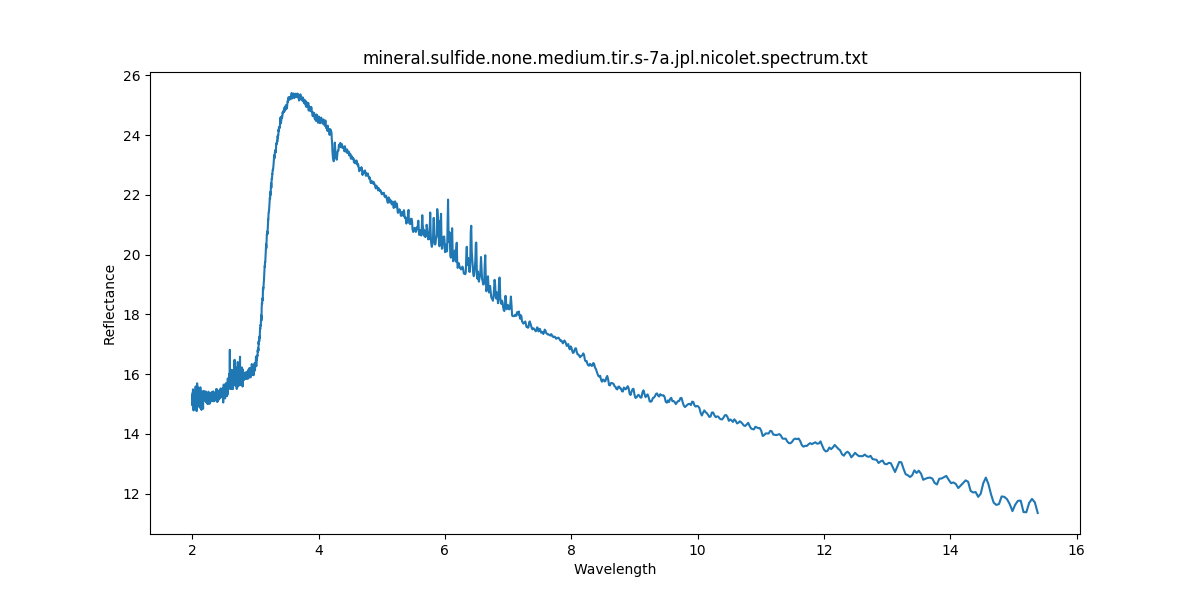 mineral.sulfide.none.medium.tir.s-7a.jpl.nicolet.spectrum.txt
26
24
22
20
18
16
14
12
Reflectance
2 4 6 8 10 12 14 16
Wavelength